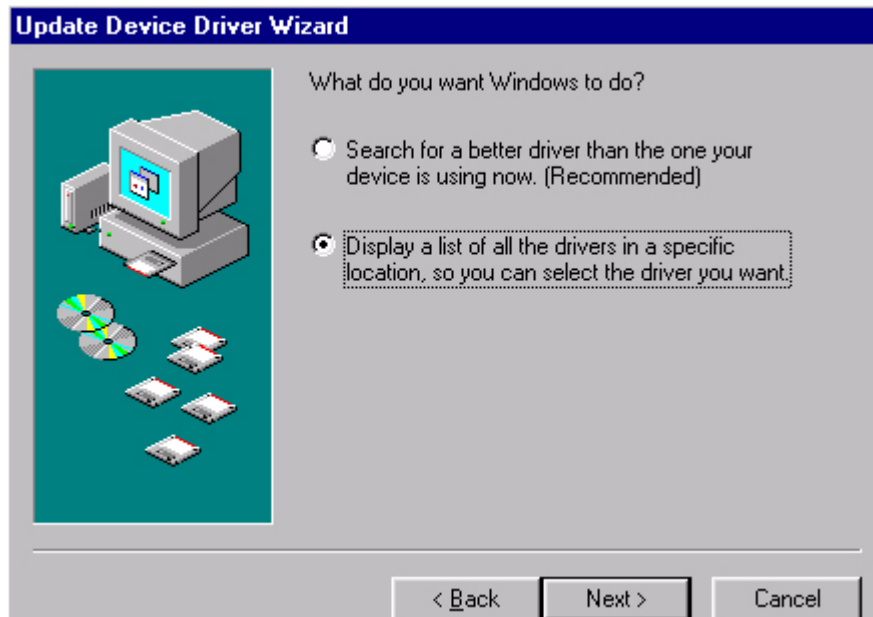 Update Device Driver Wizard
What do you want Windows to do?
Search for a better driver than the one your
device is using now. (Recommended)
Display a list of all the drivers in a specific
location, so you can select the driver you want.
< Back
Next >
Cancel